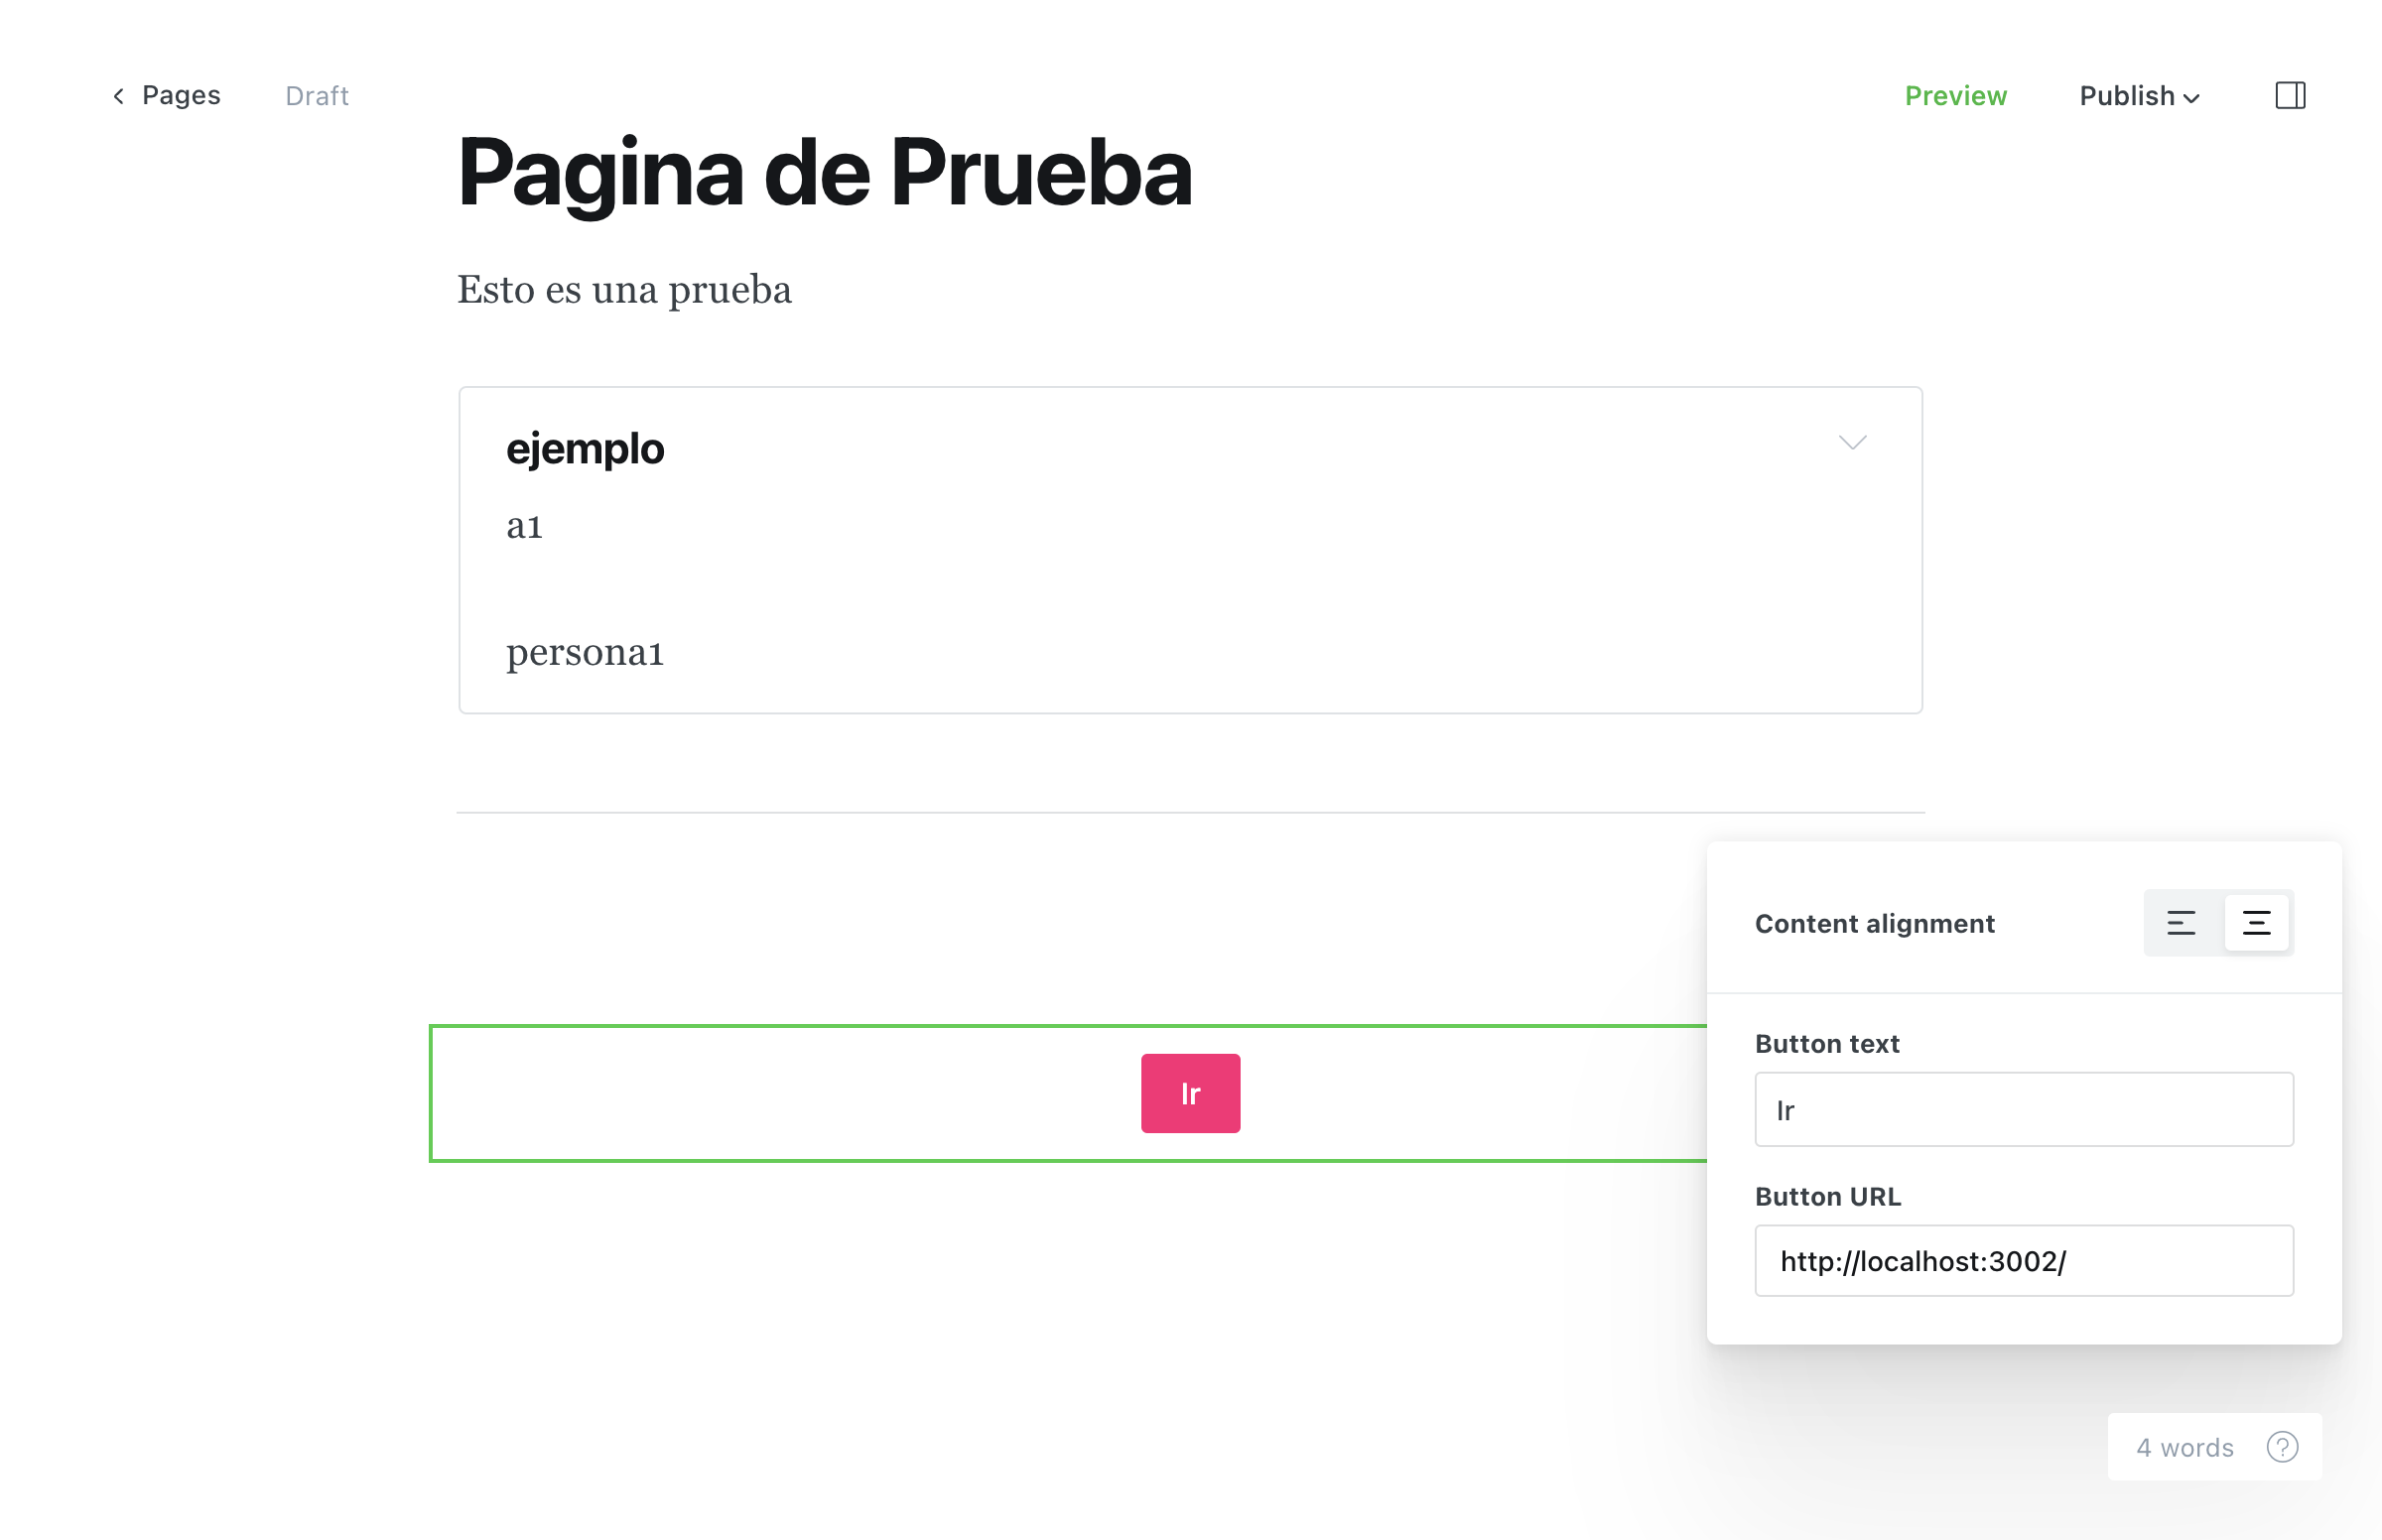 Pages Draft Preview Publish
Pagina de Prueba
Esto es una prueba
ejemplo
a1
persona1
Content alignment
Ir
Button text
Ir
Button URL
http://localhost:3002/
4 words ?